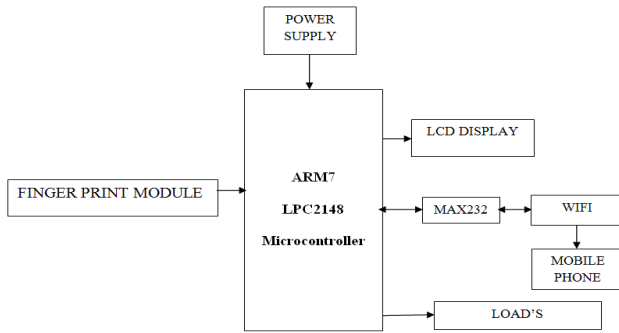 POWER
SUPPLY
LCD DISPLAY
ARM7
LPC2148
Microcontroller
FINGER PRINT MODULE
MAX232
WIFI
MOBILE
PHONE
LOAD'S